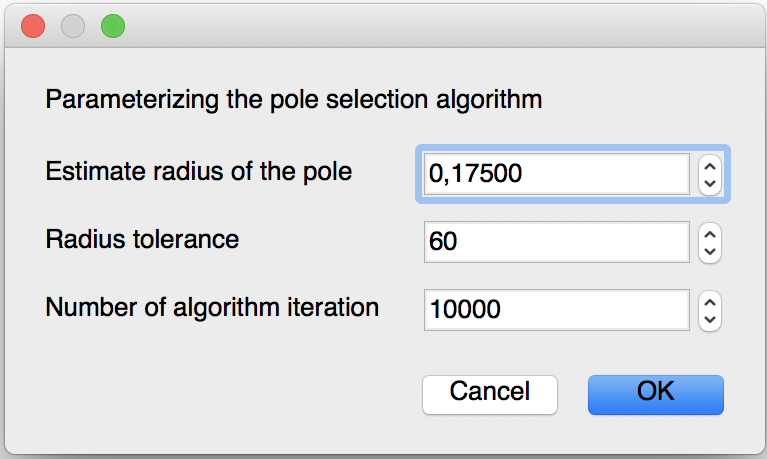 Parameterizing the pole selection algorithm
Estimate radius of the pole 0,17500
Radius tolerance 60
Number of algorithm iteration 10000
Cancel OK